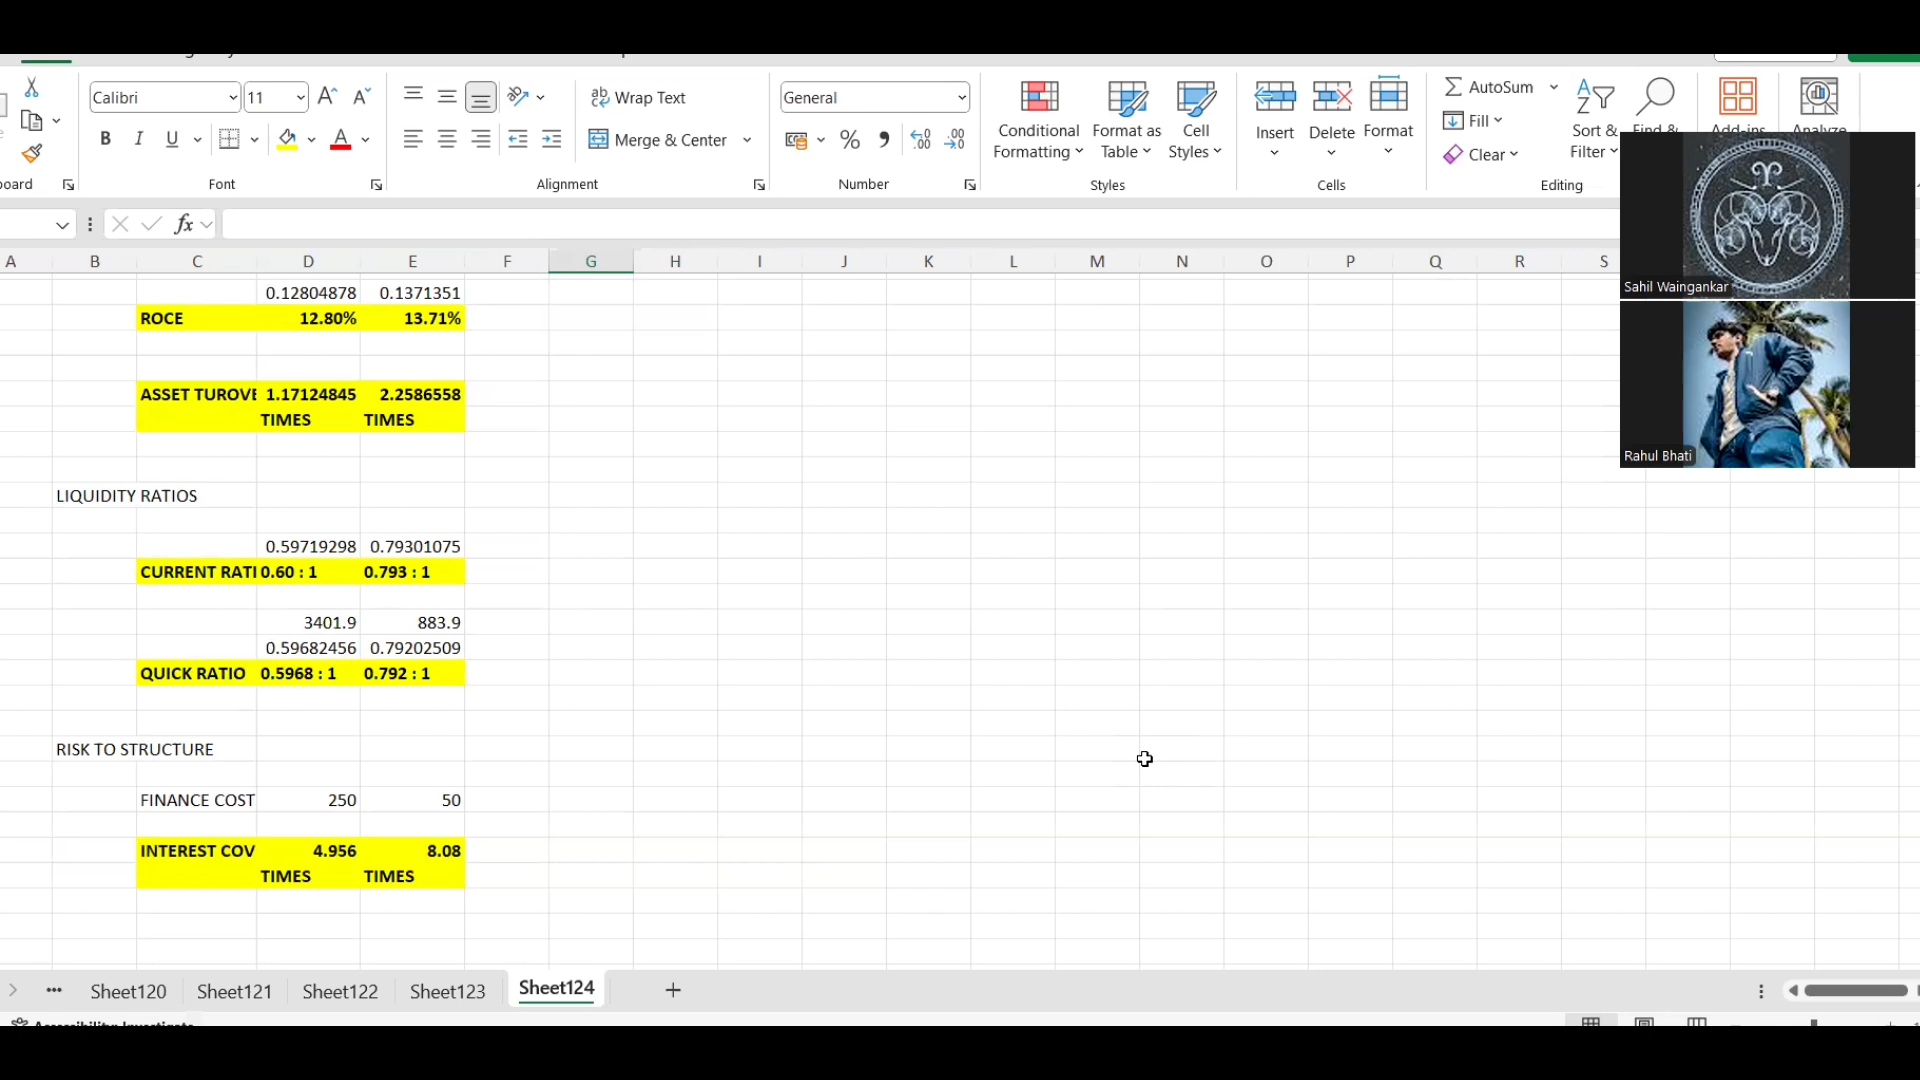 Calibri
11
Wrap Text
General
Conditional Formatting
Format as Table
Cell Styles
Insert
Delete
Format
AutoSum
Fill
Clear
Sort & Filter
Find &
Add-ins
Analyze
Merge & Center
Font
Alignment
Number
Styles
Cells
Editing
fx
A B C D E F G H I J K L M N O P Q R S
Sahil Waingankar
Rahul Bhati
0.12804878 0.1371351
ROCE 12.80% 13.71%
ASSET TUROVE 1.17124845 2.2586558
TIMES TIMES
LIQUIDITY RATIOS
0.59719298 0.79301075
CURRENT RATI 0.60 : 1 0.793 : 1
3401.9 883.9
0.59682456 0.79202509
QUICK RATIO 0.5968 : 1 0.792 : 1
RISK TO STRUCTURE
FINANCE COST 250 50
INTEREST COV 4.956 8.08
TIMES TIMES
Sheet120 Sheet121 Sheet122 Sheet123 Sheet124